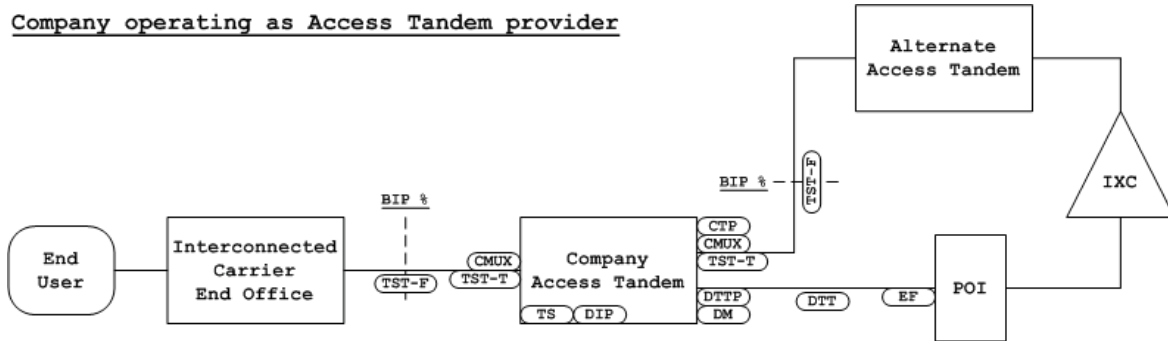 Company operating as Access Tandem provider
Alternate
Access Tandem
TST-F
BIP %
IXC
BIP %
End
User
Interconnected
Carrier
End Office
TST-F
CMUX
TST-T
Company
Access Tandem
TS
DIP
CTP
CMUX
TST-T
DTTP
DM
DTT
EF
POI